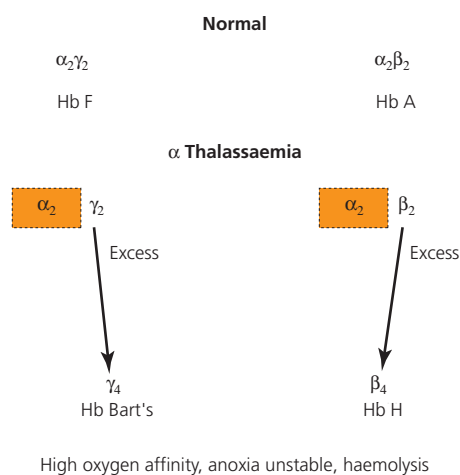 Normal
α₂γ₂ α₂β₂
Hb F Hb A
α Thalassaemia
α₂ γ₂ α₂ β₂
Excess Excess
γ₄ β₄
Hb Bart's Hb H
High oxygen affinity, anoxia unstable, haemolysis